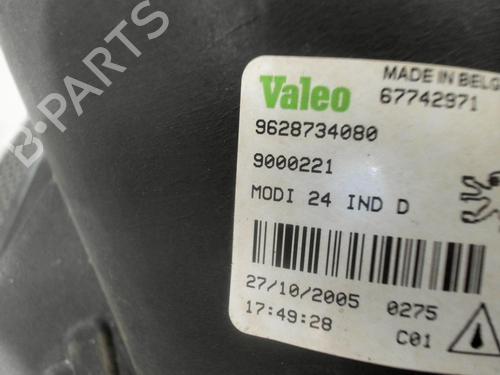 Valeo
MADE IN BELG
67742971
9628734080
9000221
MODI 24 IND D
27/10/2005 0275
17:49:28 C01
B-PARTS